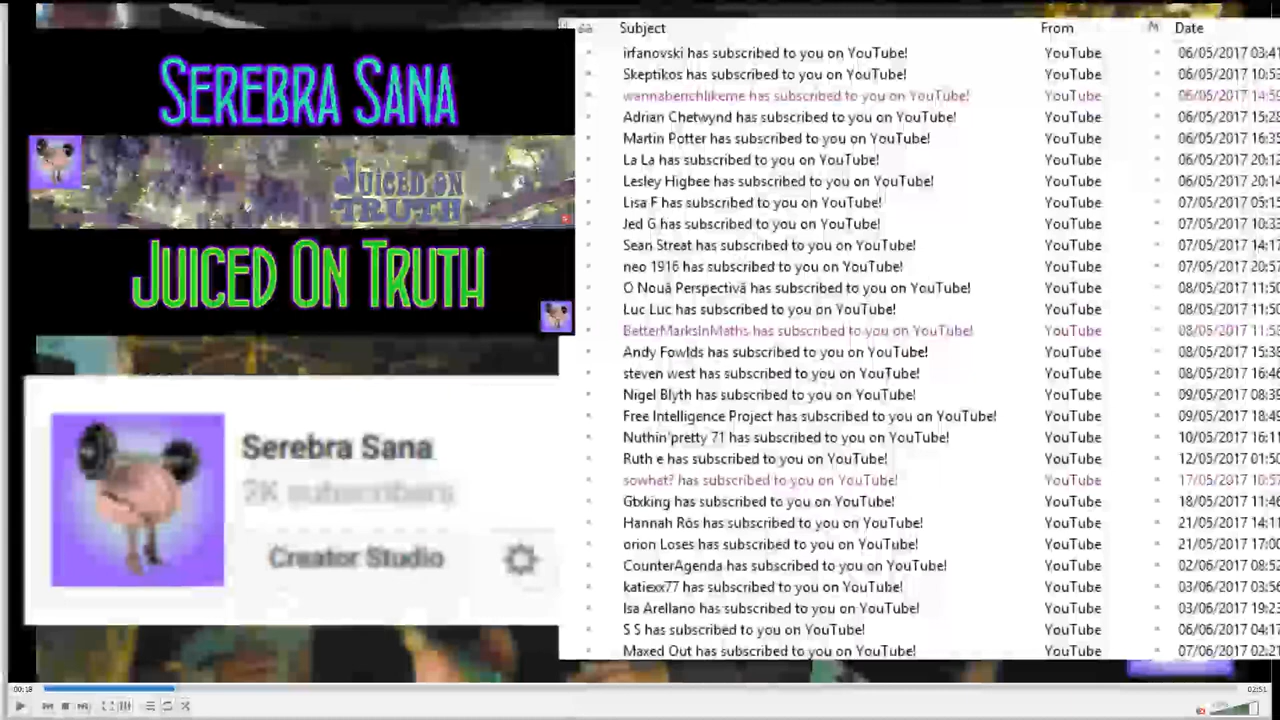 SEREBRA SANA
JUICED ON
TRUTH
JUICED ON TRUTH
Serebra Sana
2K subscribers
Creator Studio
Subject From Date
irfanovski has subscribed to you on YouTube! YouTube 06/05/2017 03:41
Skeptikos has subscribed to you on YouTube! YouTube 06/05/2017 10:53
wannabenchlikeme has subscribed to you on YouTube! YouTube 06/05/2017 14:59
Adrian Chetwynd has subscribed to you on YouTube! YouTube 06/05/2017 15:23
Martin Potter has subscribed to you on YouTube! YouTube 06/05/2017 16:35
La La has subscribed to you on YouTube! YouTube 06/05/2017 20:12
Lesley Higbee has subscribed to you on YouTube! YouTube 06/05/2017 20:14
Lisa F has subscribed to you on YouTube! YouTube 07/05/2017 05:15
Jed G has subscribed to you on YouTube! YouTube 07/05/2017 10:33
Sean Streat has subscribed to you on YouTube! YouTube 07/05/2017 14:17
neo 1916 has subscribed to you on YouTube! YouTube 07/05/2017 20:57
O Nouă Perspectivă has subscribed to you on YouTube! YouTube 08/05/2017 11:50
Luc Luc has subscribed to you on YouTube! YouTube 08/05/2017 11:50
BetterMarksInMaths has subscribed to you on YouTube! YouTube 08/05/2017 11:53
Andy Fowlds has subscribed to you on YouTube! YouTube 08/05/2017 15:38
steven west has subscribed to you on YouTube! YouTube 08/05/2017 16:46
Nigel Blyth has subscribed to you on YouTube! YouTube 09/05/2017 08:39
Free Intelligence Project has subscribed to you on YouTube! YouTube 09/05/2017 18:49
Nuthin'pretty 71 has subscribed to you on YouTube! YouTube 10/05/2017 16:11
Ruth e has subscribed to you on YouTube! YouTube 12/05/2017 01:50
sowhat? has subscribed to you on YouTube! YouTube 17/05/2017 10:57
Gtxking has subscribed to you on YouTube! YouTube 18/05/2017 11:46
Hannah Rös has subscribed to you on YouTube! YouTube 21/05/2017 14:11
orion Loses has subscribed to you on YouTube! YouTube 21/05/2017 17:00
CounterAgenda has subscribed to you on YouTube! YouTube 02/06/2017 08:52
katiexx77 has subscribed to you on YouTube! YouTube 03/06/2017 03:56
Isa Arellano has subscribed to you on YouTube! YouTube 03/06/2017 19:23
S S has subscribed to you on YouTube! YouTube 06/06/2017 04:17
Maxed Out has subscribed to you on YouTube! YouTube 07/06/2017 02:21
00:18 02:51